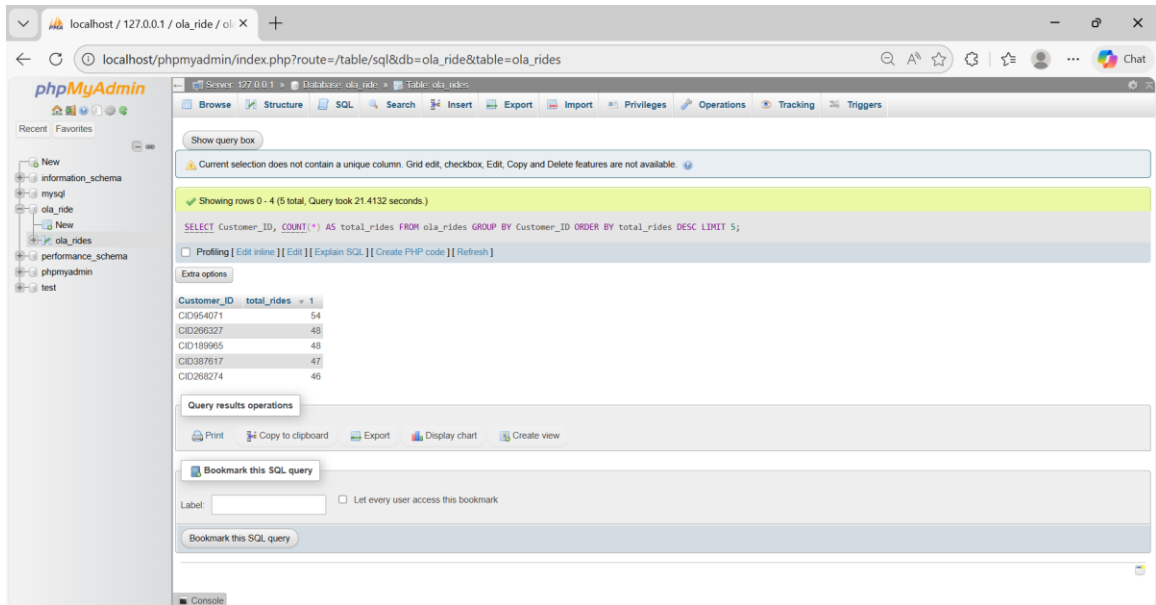 localhost / 127.0.0.1 / ola_ride / ol
localhost/phpmyadmin/index.php?route=/table/sql&db=ola_ride&table=ola_rides
Chat
phpMyAdmin
Recent Favorites
New
information_schema
mysql
ola_ride
New
ola_rides
performance_schema
phpmyadmin
test
Server: 127.0.0.1 » Database: ola_ride » Table: ola_rides
Browse Structure SQL Search Insert Export Import Privileges Operations Tracking Triggers
Show query box
Current selection does not contain a unique column. Grid edit, checkbox, Edit, Copy and Delete features are not available.
Showing rows 0 - 4 (5 total, Query took 21.4132 seconds.)
SELECT Customer_ID, COUNT(*) AS total_rides FROM ola_rides GROUP BY Customer_ID ORDER BY total_rides DESC LIMIT 5;
Profiling [ Edit inline ] [ Edit ] [ Explain SQL ] [ Create PHP code ] [ Refresh ]
Extra options
Customer_ID total_rides 1
CID954071 54
CID266327 48
CID189965 48
CID387617 47
CID268274 46
Query results operations
Print Copy to clipboard Export Display chart Create view
Bookmark this SQL query
Label: Let every user access this bookmark
Bookmark this SQL query
Console